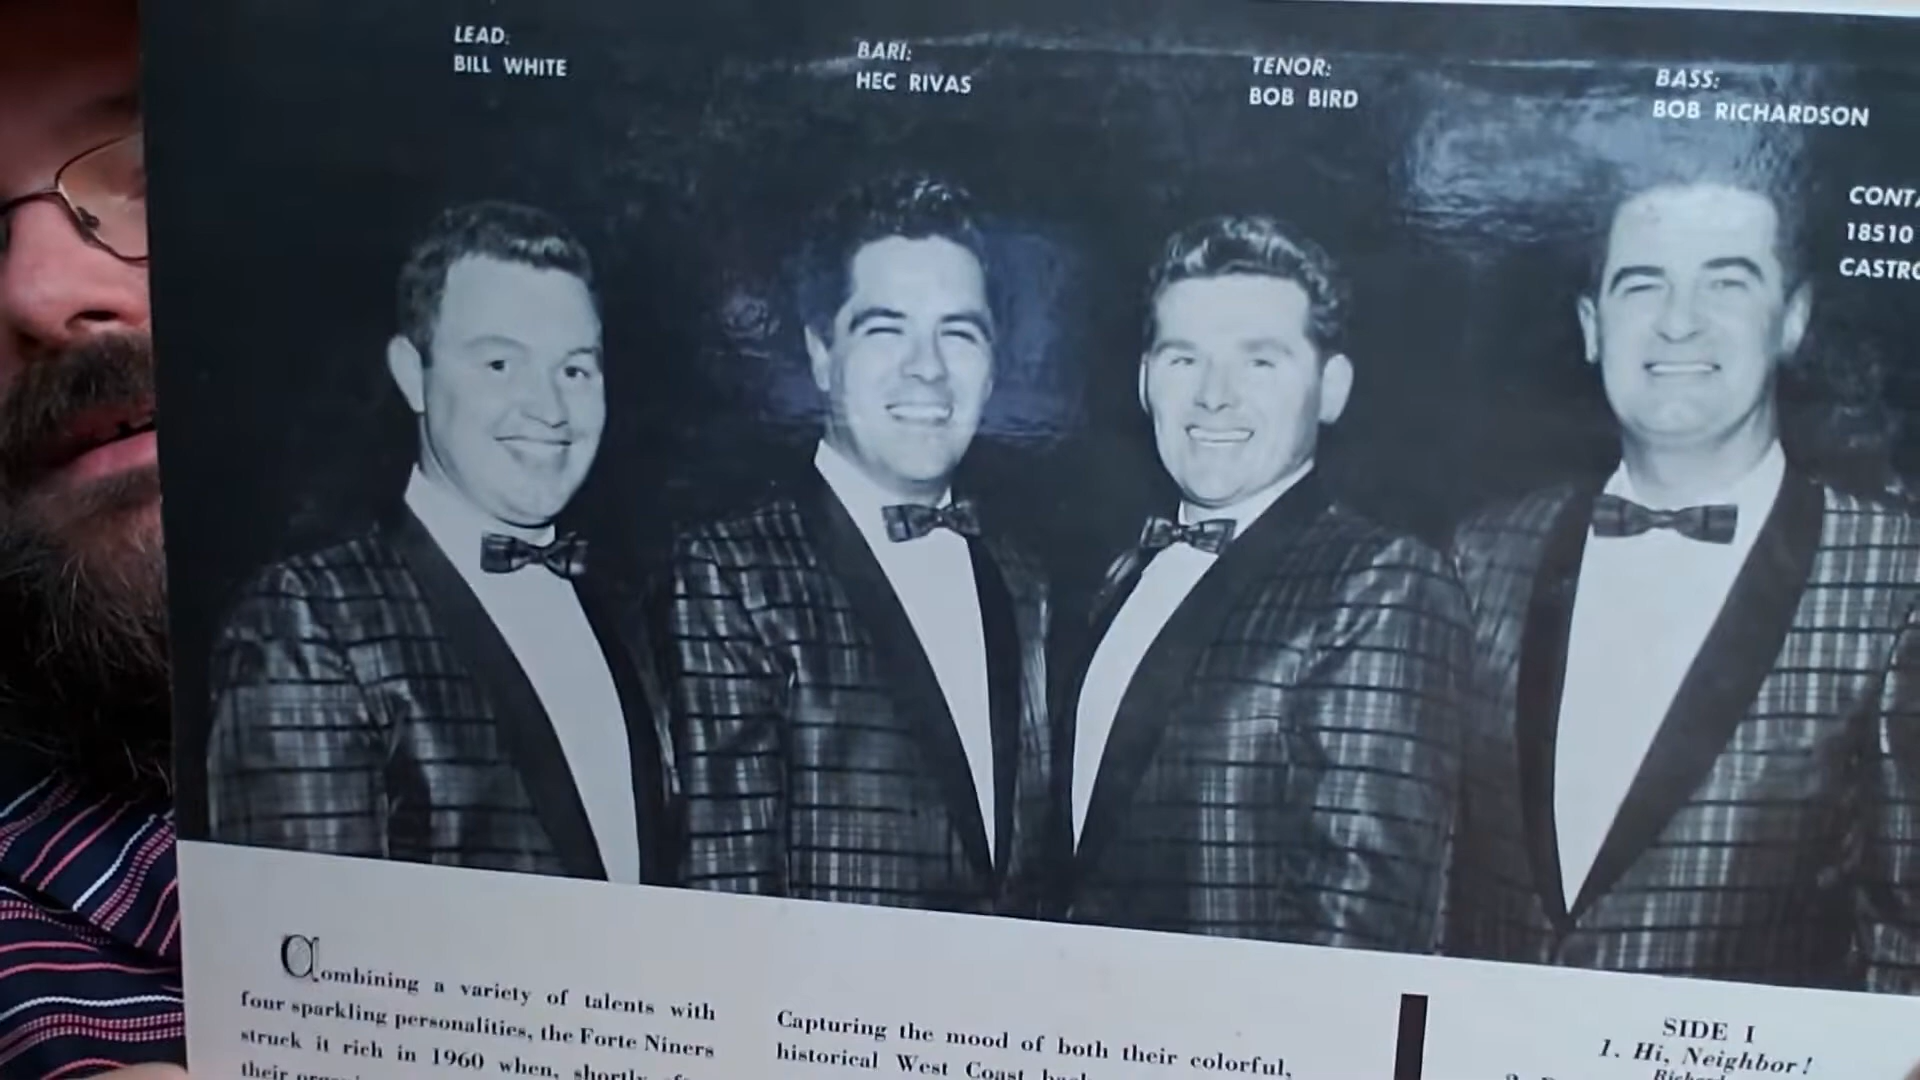 LEAD:
BILL WHITE
BARI:
HEC RIVAS
TENOR:
BOB BIRD
BASS:
BOB RICHARDSON
18510
Combining a variety of talents with
four sparkling personalities, the Forte Niners
struck it rich in 1960 when, shortly
their
Capturing the mood of both their colorful,
historical West Coast
SIDE I
1. Hi, Neighbor!